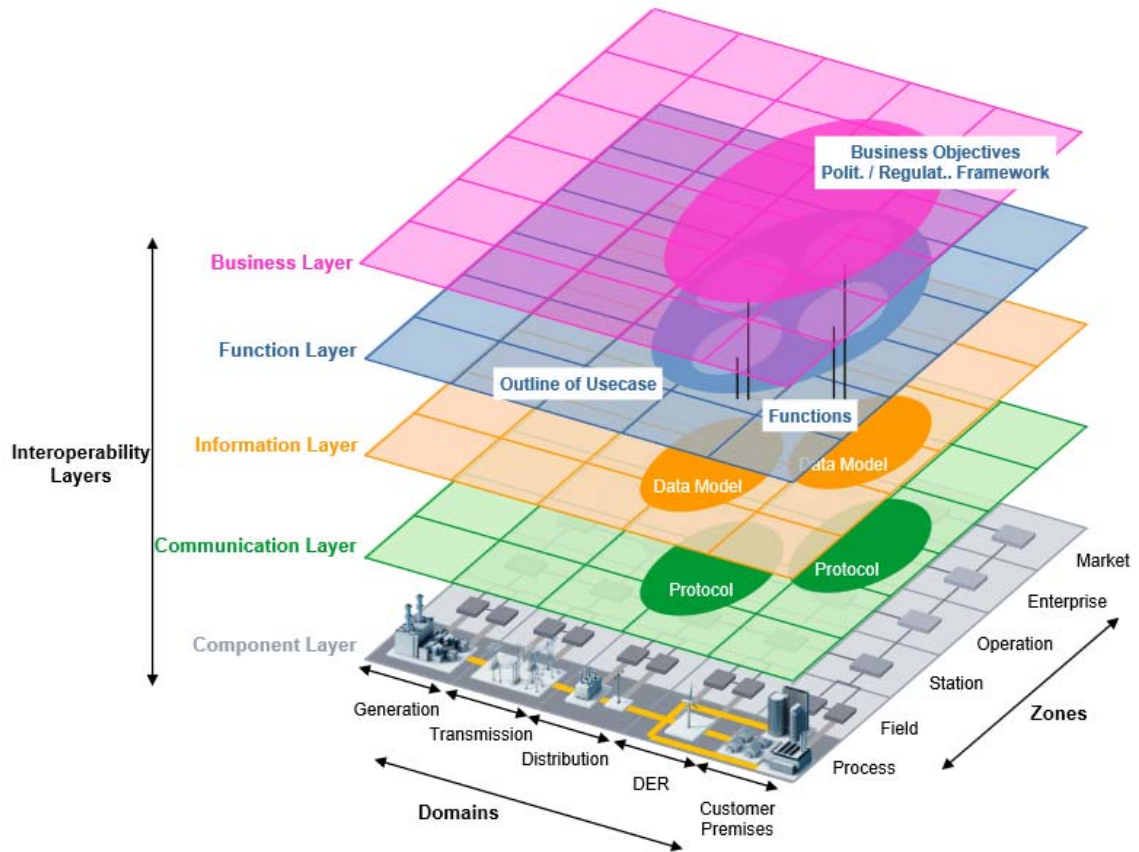 Business Objectives
Polit. / Regulat.. Framework
Business Layer
Function Layer
Outline of Usecase
Functions
Interoperability
Layers
Information Layer
Data Model
Data Model
Communication Layer
Protocol
Protocol
Component Layer
Market
Enterprise
Operation
Station
Field
Process
Zones
Generation
Transmission
Distribution
DER
Customer
Premises
Domains